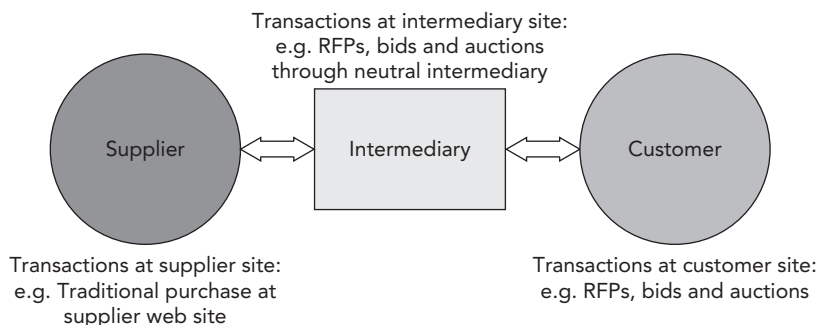 Transactions at intermediary site:
e.g. RFPs, bids and auctions
through neutral intermediary
Supplier
Intermediary
Customer
Transactions at supplier site:
e.g. Traditional purchase at
supplier web site
Transactions at customer site:
e.g. RFPs, bids and auctions